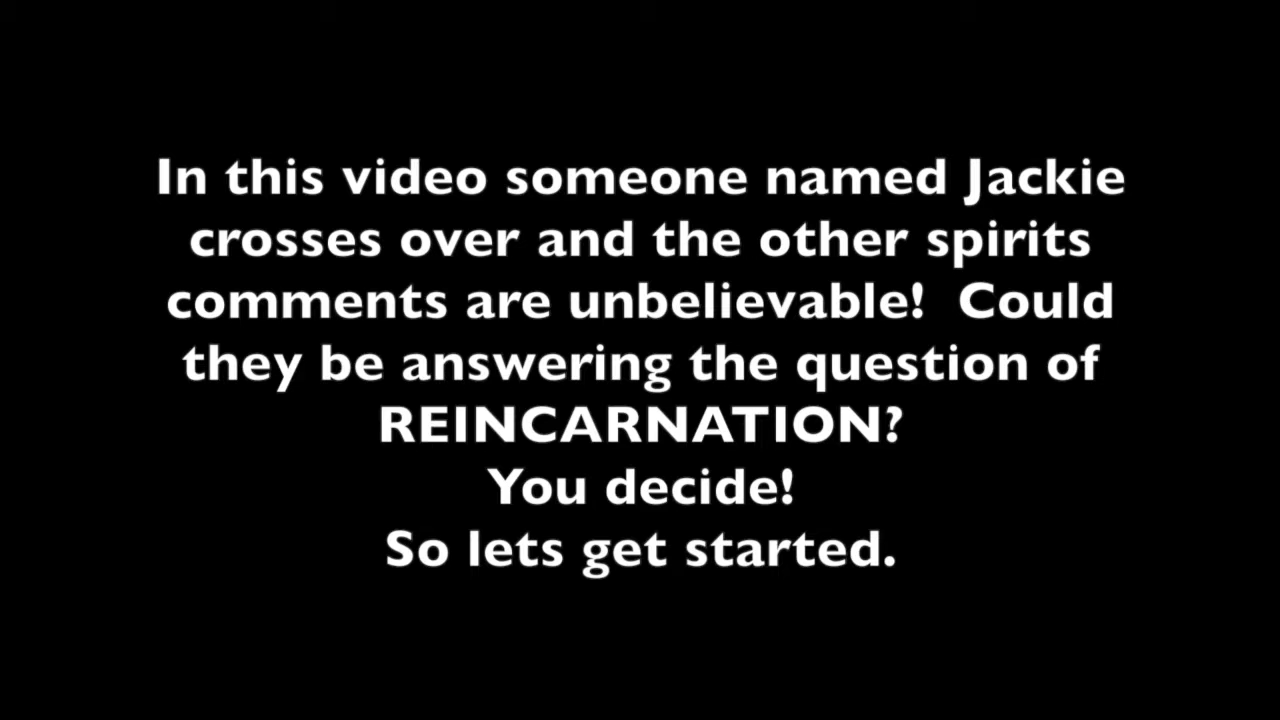 In this video someone named Jackie
crosses over and the other spirits
comments are unbelievable!  Could
they be answering the question of
REINCARNATION?
You decide!
So lets get started.